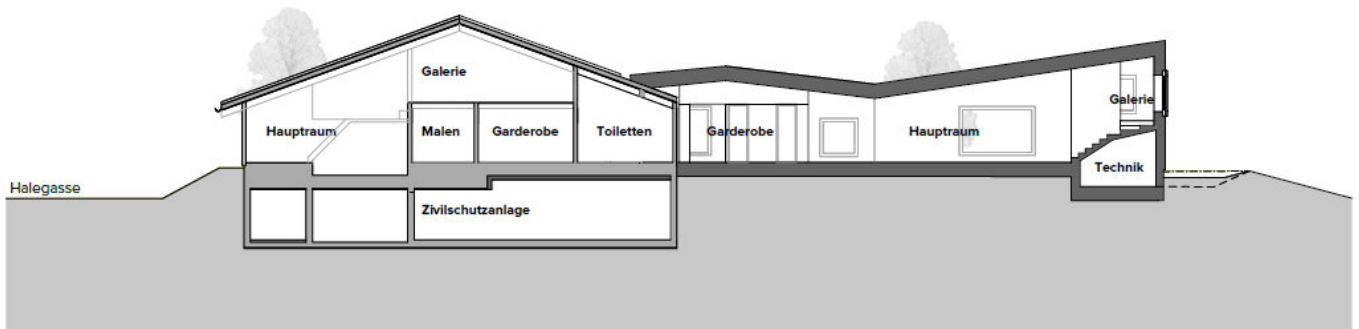 Galerie
Galerie
Hauptraum
Malen
Garderobe
Toiletten
Garderobe
Hauptraum
Technik
Halegasse
Zivilschutzanlage